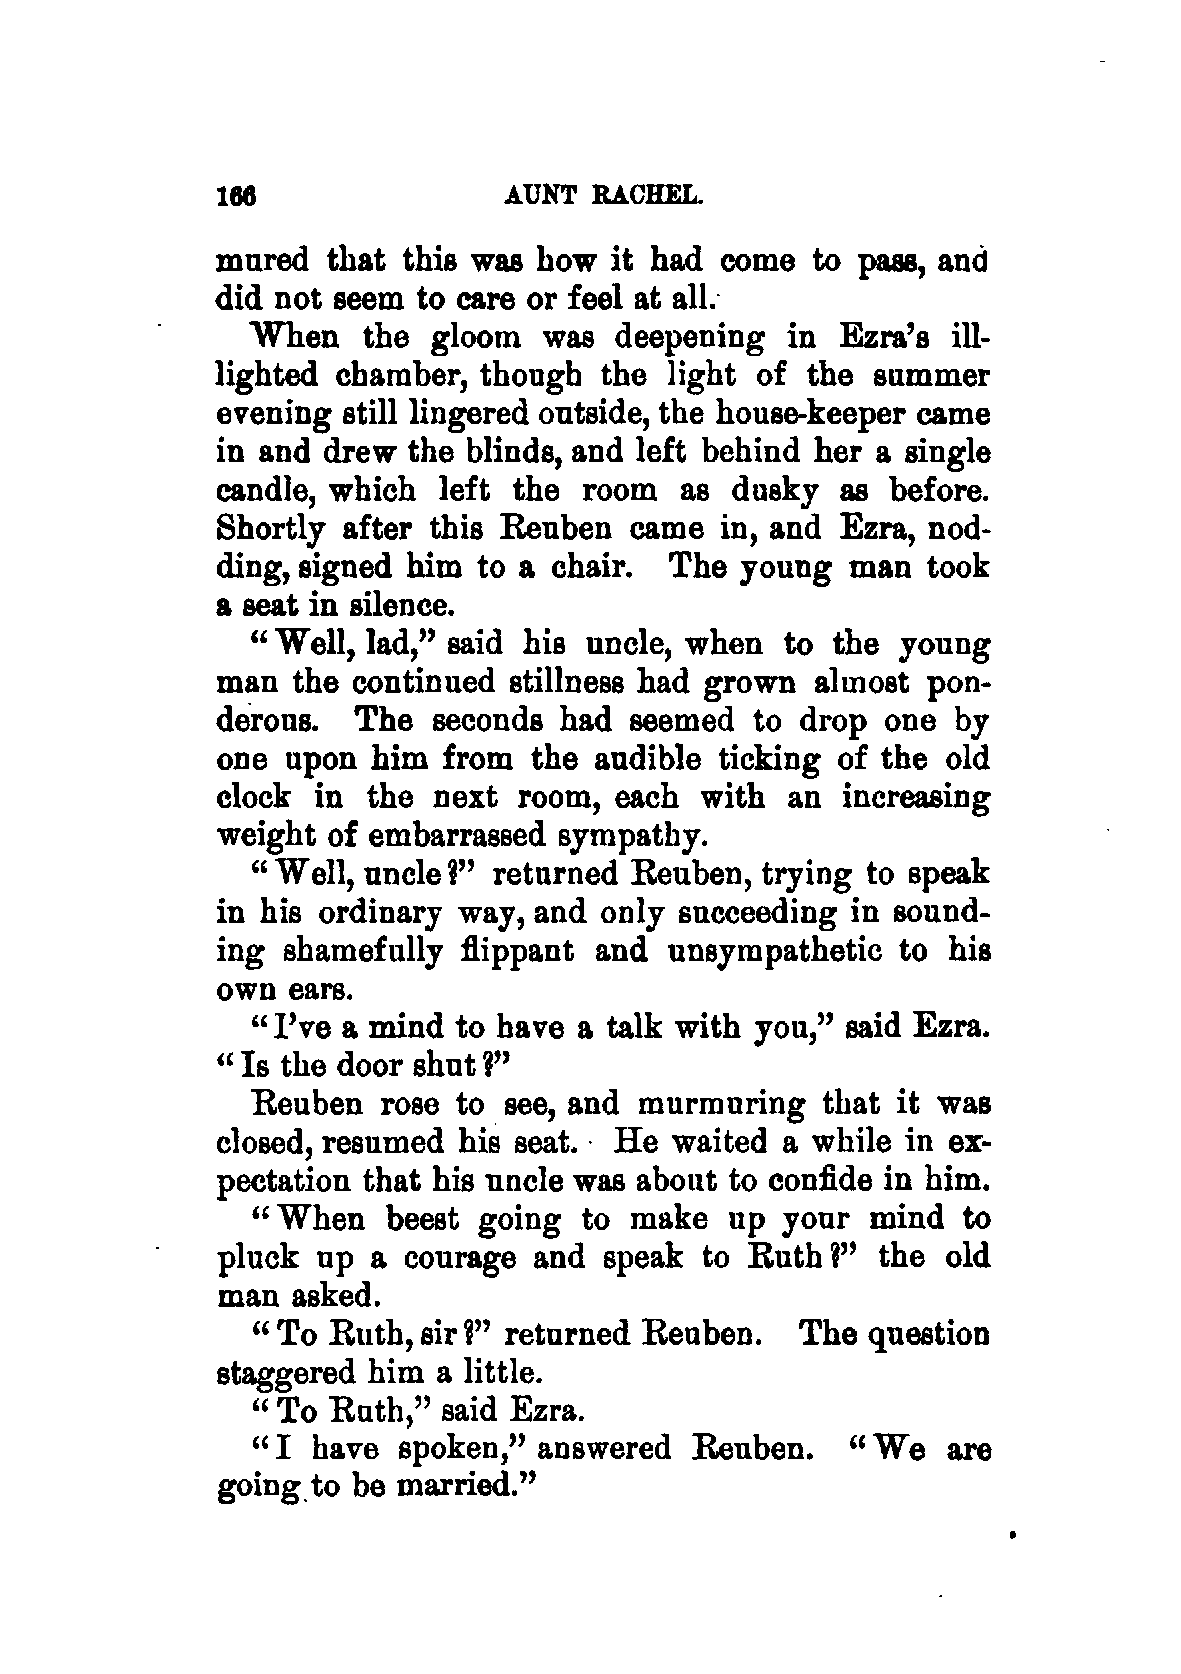 166 AUNT RACHEL.
mured that this was how it had come to pass, and
did not seem to care or feel at all.
When the gloom was deepening in Ezra's ill-
lighted chamber, though the light of the summer
evening still lingered outside, the house-keeper came
in and drew the blinds, and left behind her a single
candle, which left the room as dusky as before.
Shortly after this Reuben came in, and Ezra, nod-
ding, signed him to a chair. The young man took
a seat in silence.
"Well, lad," said his uncle, when to the young
man the continued stillness had grown almost pon-
derous. The seconds had seemed to drop one by
one upon him from the audible ticking of the old
clock in the next room, each with an increasing
weight of embarrassed sympathy.
"Well, uncle?" returned Reuben, trying to speak
in his ordinary way, and only succeeding in sound-
ing shamefully flippant and unsympathetic to his
own ears.
"I've a mind to have a talk with you," said Ezra.
"Is the door shut?"
Reuben rose to see, and murmuring that it was
closed, resumed his seat. He waited a while in ex-
pectation that his uncle was about to confide in him.
"When beest going to make up your mind to
pluck up a courage and speak to Ruth?" the old
man asked.
"To Ruth, sir?" returned Reuben. The question
staggered him a little.
"To Ruth," said Ezra.
"I have spoken," answered Reuben. "We are
going to be married."